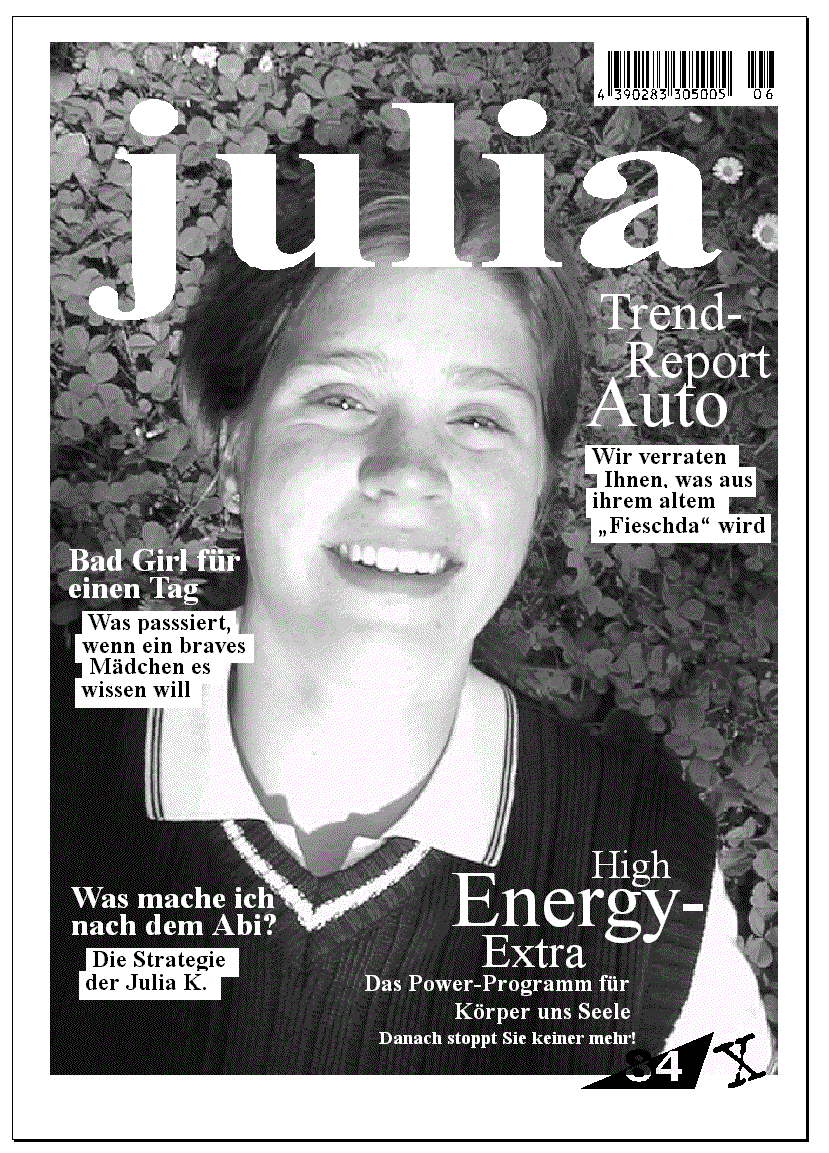 4 390283 305005 06
julia
Trend-
Report
Auto
Wir verraten
Ihnen, was aus
ihrem altem
„Fieschda“ wird
Bad Girl für
einen Tag
Was passsiert,
wenn ein braves
Mädchen es
wissen will
Was mache ich
nach dem Abi?
Die Strategie
der Julia K.
High
Energy-
Extra
Das Power-Programm für
Körper uns Seele
Danach stoppt Sie keiner mehr!
84 X